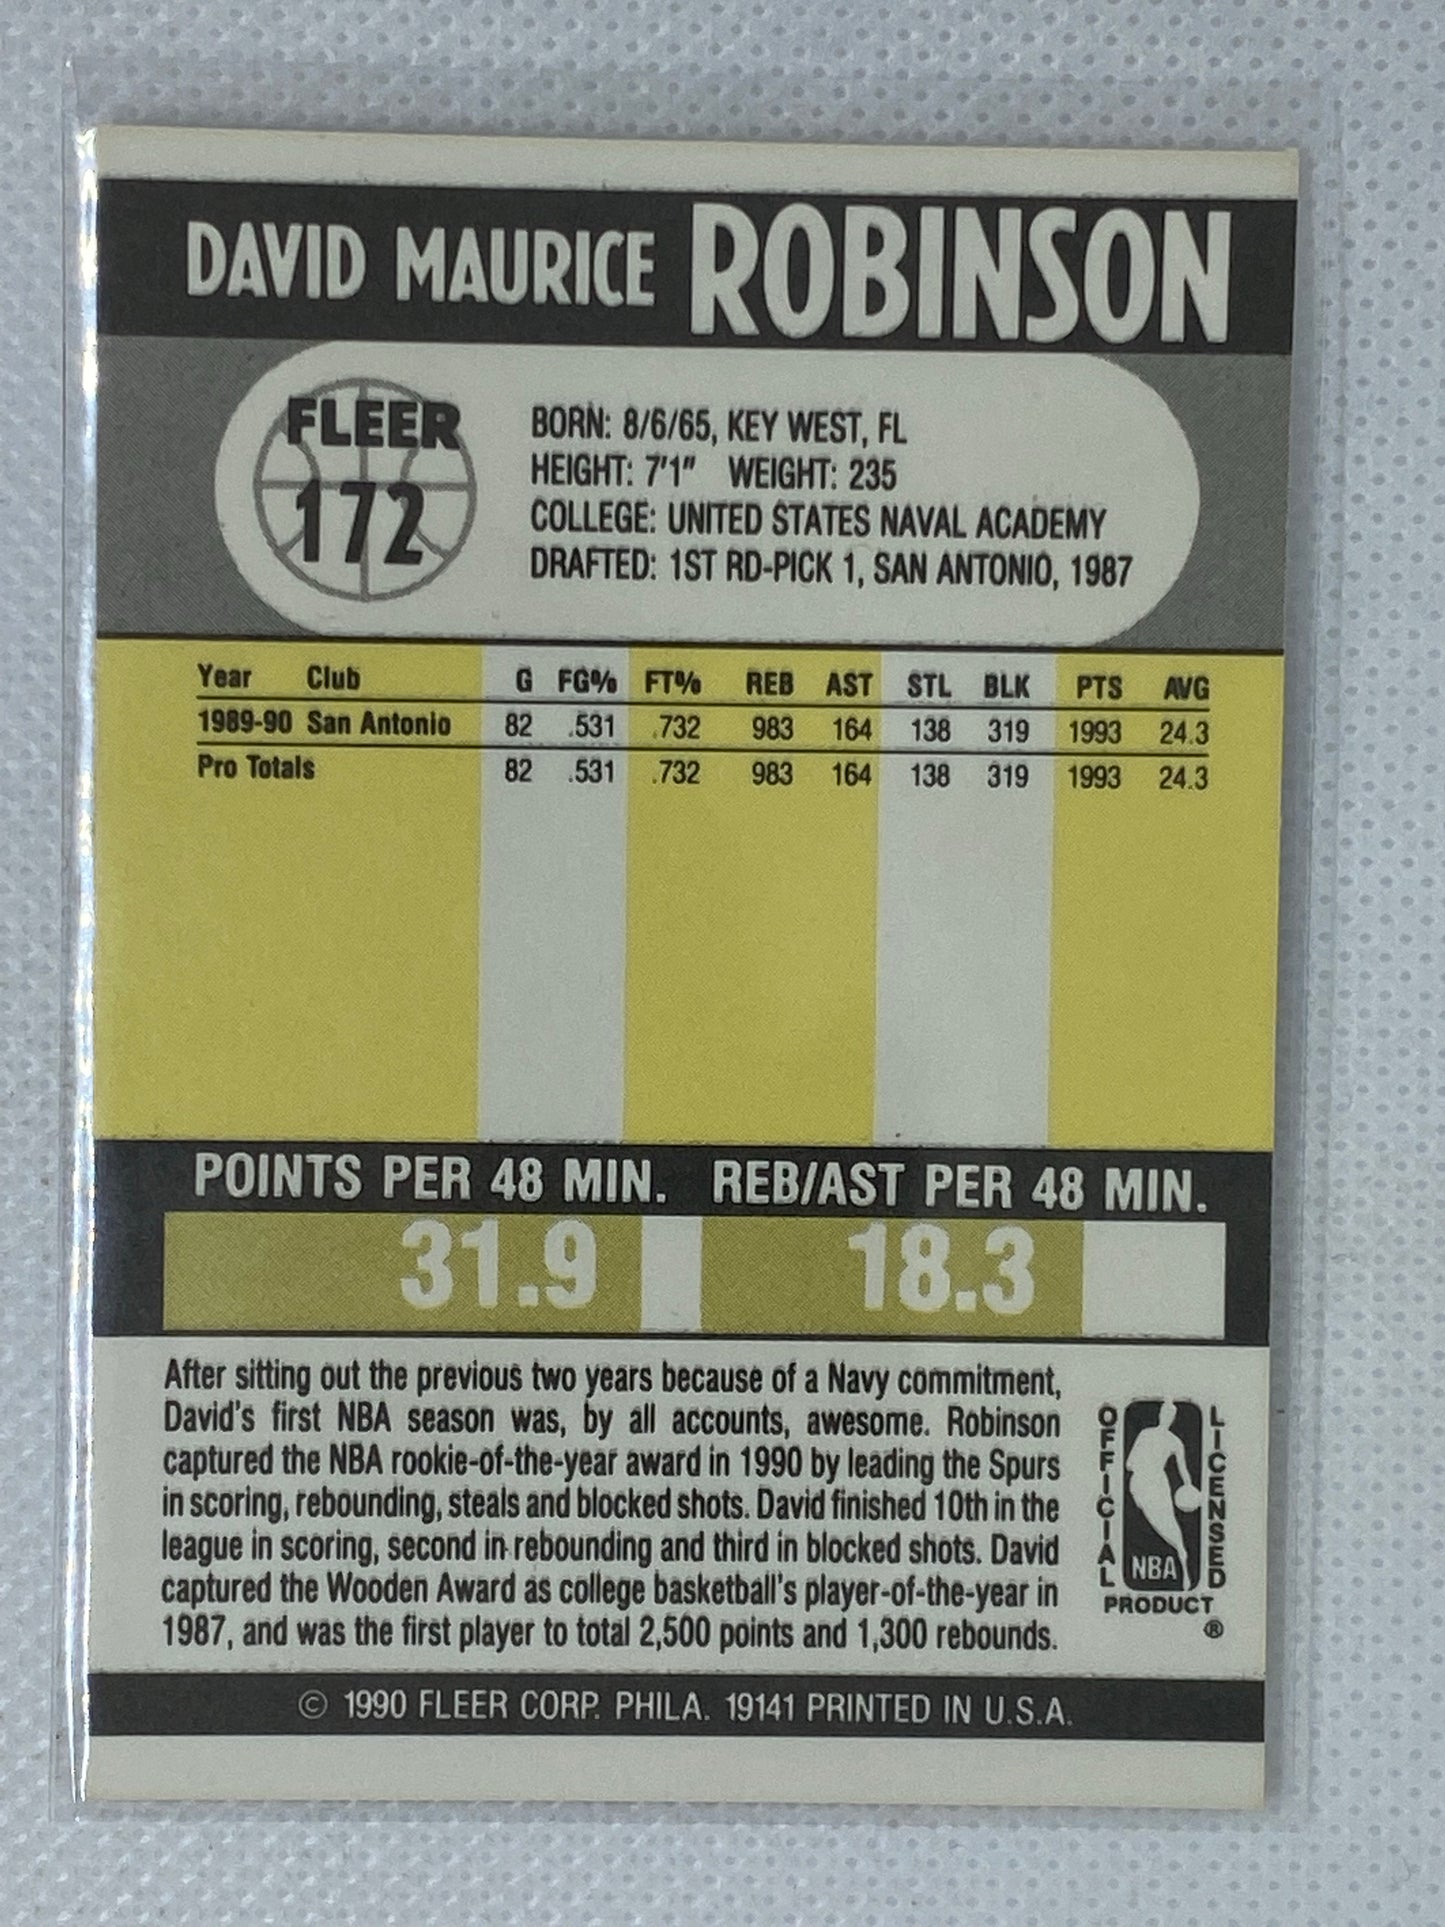 DAVID MAURICE ROBINSON
FLEER
172
BORN: 8/6/65, KEY WEST, FL
HEIGHT: 7'1" WEIGHT: 235
COLLEGE: UNITED STATES NAVAL ACADEMY
DRAFTED: 1ST RD-PICK 1, SAN ANTONIO, 1987
Year Club G FG% FT% REB AST STL BLK PTS AVG
1989-90 San Antonio 82 .531 .732 983 164 138 319 1993 24.3
Pro Totals 82 .531 .732 983 164 138 319 1993 24.3
POINTS PER 48 MIN. REB/AST PER 48 MIN.
31.9 18.3
After sitting out the previous two years because of a Navy commitment,
David's first NBA season was, by all accounts, awesome. Robinson
captured the NBA rookie-of-the-year award in 1990 by leading the Spurs
in scoring, rebounding, steals and blocked shots. David finished 10th in the
league in scoring, second in rebounding and third in blocked shots. David
captured the Wooden Award as college basketball's player-of-the-year in
1987, and was the first player to total 2,500 points and 1,300 rebounds.
OFFICIAL
NBA
LICENSED
PRODUCT
®
© 1990 FLEER CORP. PHILA. 19141 PRINTED IN U.S.A.